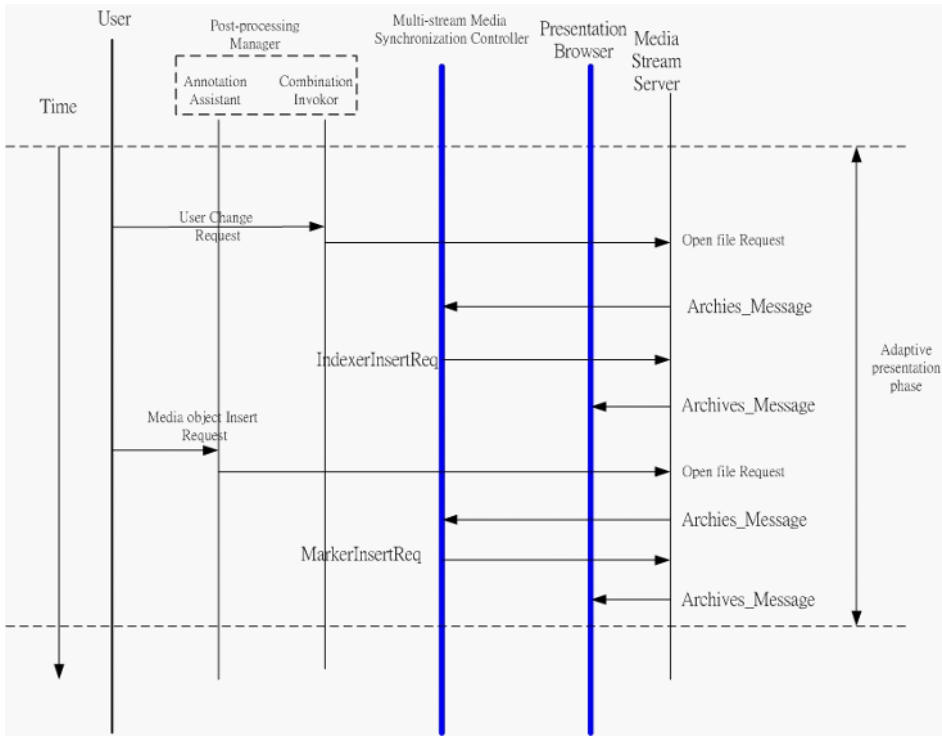 User
Post-processing
Manager
Multi-stream Media
Synchronization Controller
Presentation
Browser
Media
Stream
Server
Annotation
Assistant
Combination
Invokor
Time
User Change
Request
Open file Request
Archies_Message
IndexerInsertReq
Adaptive
presentation
phase
Archives_Message
Media object Insert
Request
Open file Request
Archies_Message
MarkerInsertReq
Archives_Message